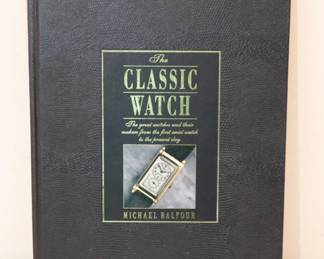 The
CLASSIC
WATCH
The great watches and their
makers from the first wrist watch
to the present day
MICHAEL BALFOUR